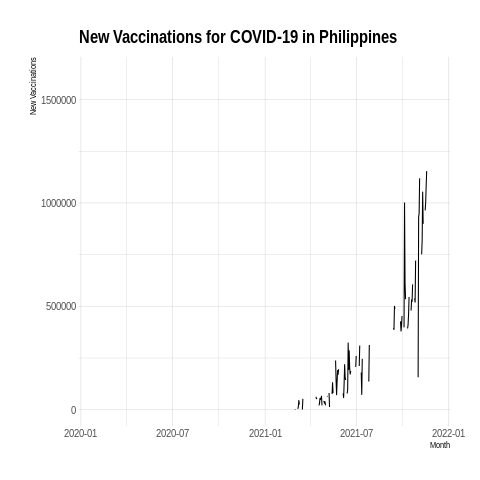 New Vaccinations for COVID-19 in Philippines
New Vaccinations
1500000
1000000
500000
0
2020-01 2020-07 2021-01 2021-07 2022-01
Month